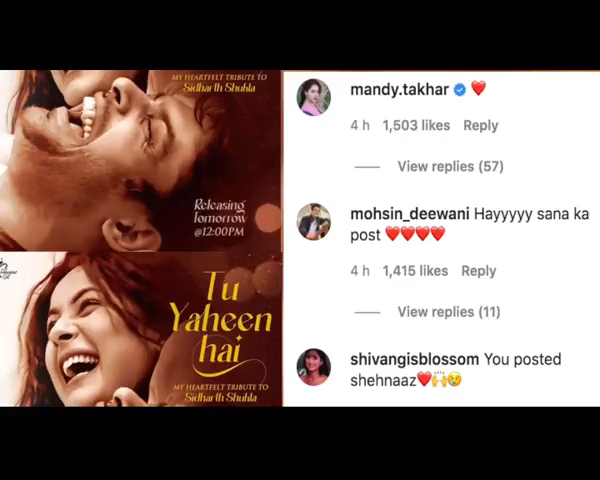 MY HEARTFELT TRIBUTE TO
Sidharth Shukla
Releasing
Tomorrow
@12:00PM
Tu
Yaheen
hai
MY HEARTFELT TRIBUTE TO
Sidharth Shukla
mandy.takhar ❤️
4 h 1,503 likes Reply
View replies (57)
mohsin_deewani Hayyyyy sana ka
post ❤️❤️❤️❤️
4 h 1,415 likes Reply
View replies (11)
shivangisblossom You posted
shehnaaz❤️🙌😢